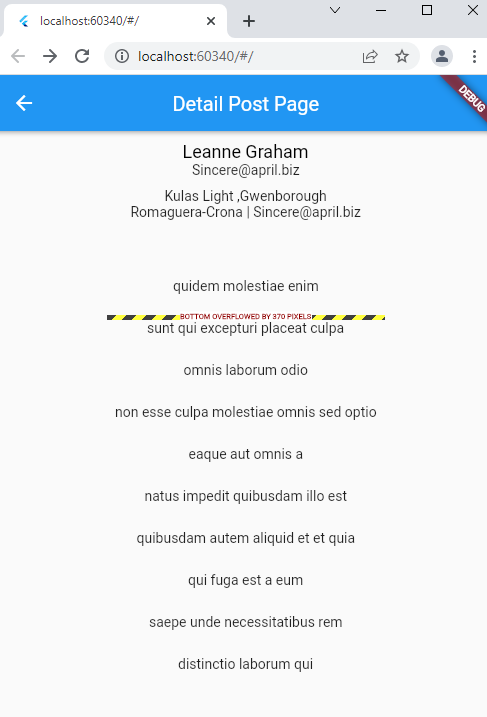 localhost:60340/#/
localhost:60340/#/
Detail Post Page
DEBUG
Leanne Graham
Sincere@april.biz
Kulas Light ,Gwenborough
Romaguera-Crona | Sincere@april.biz
quidem molestiae enim
BOTTOM OVERFLOWED BY 370 PIXELS
sunt qui excepturi placeat culpa
omnis laborum odio
non esse culpa molestiae omnis sed optio
eaque aut omnis a
natus impedit quibusdam illo est
quibusdam autem aliquid et et quia
qui fuga est a eum
saepe unde necessitatibus rem
distinctio laborum qui